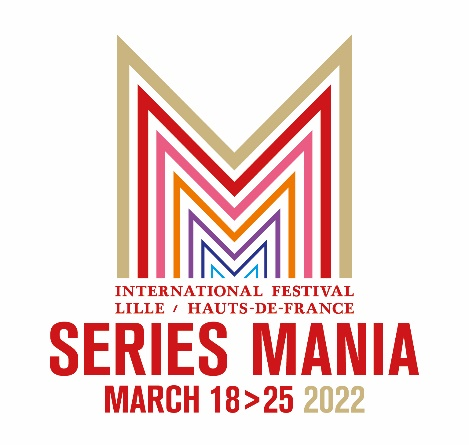 INTERNATIONAL FESTIVAL
LILLE / HAUTS-DE-FRANCE
SERIES MANIA
MARCH 18>25 2022